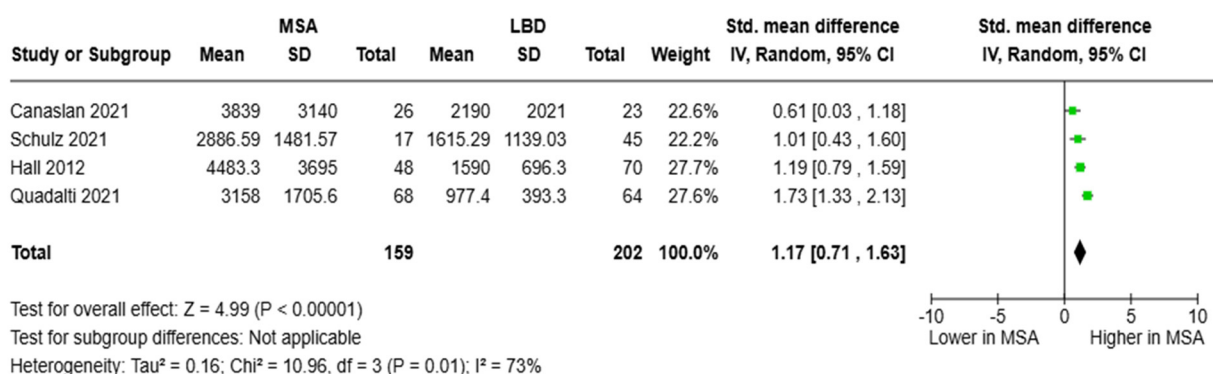 MSA LBD Std. mean difference Std. mean difference
Study or Subgroup Mean SD Total Mean SD Total Weight IV, Random, 95% CI IV, Random, 95% CI
Canaslan 2021 3839 3140 26 2190 2021 23 22.6% 0.61 [0.03 , 1.18]
Schulz 2021 2886.59 1481.57 17 1615.29 1139.03 45 22.2% 1.01 [0.43 , 1.60]
Hall 2012 4483.3 3695 48 1590 696.3 70 27.7% 1.19 [0.79 , 1.59]
Quadalti 2021 3158 1705.6 68 977.4 393.3 64 27.6% 1.73 [1.33 , 2.13]
Total 159 202 100.0% 1.17 [0.71 , 1.63]
Test for overall effect: Z = 4.99 (P < 0.00001)
Test for subgroup differences: Not applicable
Heterogeneity: Tau² = 0.16; Chi² = 10.96, df = 3 (P = 0.01); I² = 73%
-10 -5 0 5 10
Lower in MSA Higher in MSA